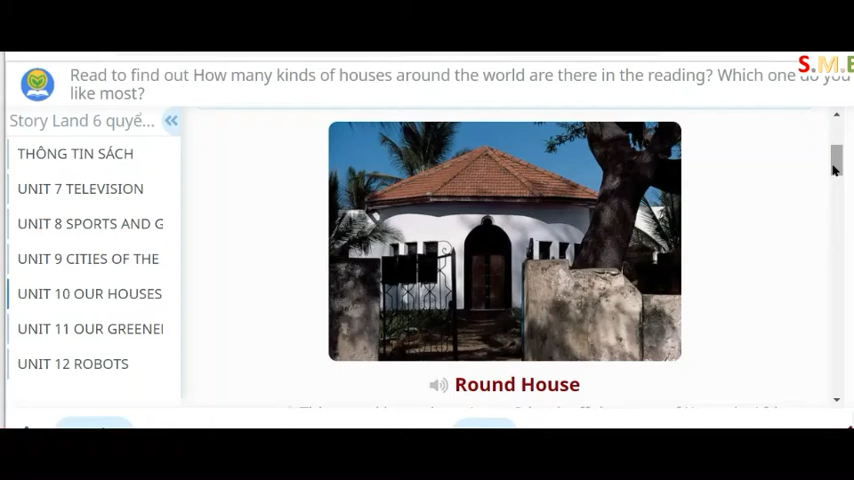 S.M.E
Read to find out How many kinds of houses around the world are there in the reading? Which one do you
like most?
Story Land 6 quyể...
THÔNG TIN SÁCH
UNIT 7 TELEVISION
UNIT 8 SPORTS AND G
UNIT 9 CITIES OF THE
UNIT 10 OUR HOUSES
UNIT 11 OUR GREENE
UNIT 12 ROBOTS
Round House